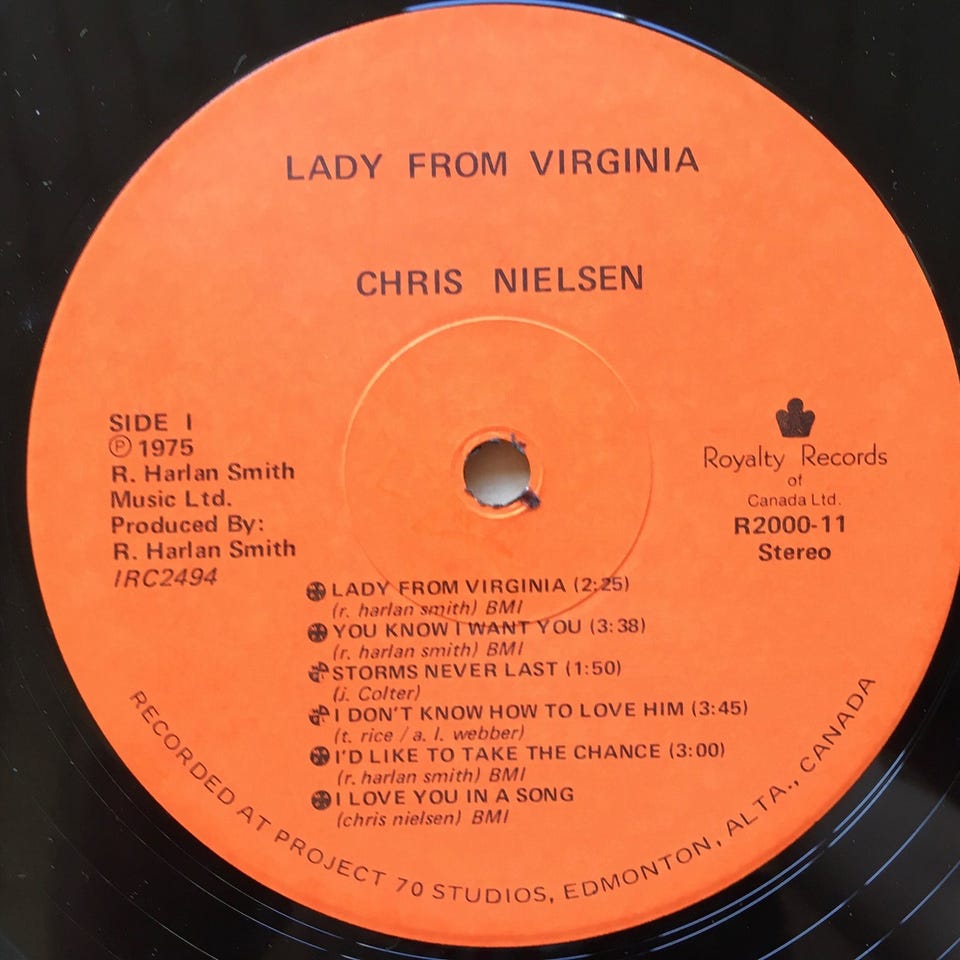 LADY FROM VIRGINIA
CHRIS NIELSEN
SIDE I
Ⓟ 1975
R. Harlan Smith
Music Ltd.
Produced By:
R. Harlan Smith
IRC2494
Royalty Records
of
Canada Ltd.
R2000-11
Stereo
LADY FROM VIRGINIA (2:25)
(r. harlan smith) BMI
YOU KNOW I WANT YOU (3:38)
(r. harlan smith) BMI
STORMS NEVER LAST (1:50)
(j. Colter)
I DON'T KNOW HOW TO LOVE HIM (3:45)
(t. rice / a. l. webber)
I'D LIKE TO TAKE THE CHANCE (3:00)
(r. harlan smith) BMI
I LOVE YOU IN A SONG
(chris nielsen) BMI
RECORDED AT PROJECT 70 STUDIOS, EDMONTON, ALTA., CANADA